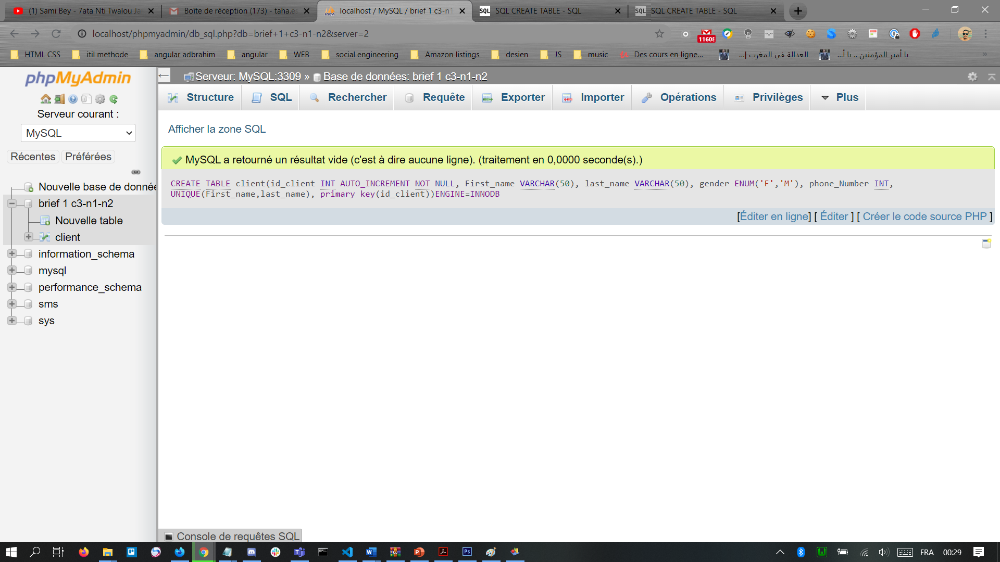 (1) Sami Bey - 7ata Nti Twalou Ja
Boîte de réception (173) - taha.es
localhost / MySQL / brief 1 c3-n1
SQL CREATE TABLE - SQL
SQL CREATE TABLE - SQL
localhost/phpmyadmin/db_sql.php?db=brief+1+c3-n1-n2&server=2
11608
HTML CSS
itil methode
angular adbrahim
angular
WEB
social engineering
Amazon listings
desien
JS
music
Des cours en ligne...
العدالة في المغرب |...
يا أمير المؤمنين .. يا أ...
phpMyAdmin
Serveur courant :
MySQL
Récentes
Préférées
Nouvelle base de donnée
brief 1 c3-n1-n2
Nouvelle table
client
information_schema
mysql
performance_schema
sms
sys
Serveur: MySQL:3309 » Base de données: brief 1 c3-n1-n2
Structure
SQL
Rechercher
Requête
Exporter
Importer
Opérations
Privilèges
Plus
Afficher la zone SQL
MySQL a retourné un résultat vide (c'est à dire aucune ligne). (traitement en 0,0000 seconde(s).)
CREATE TABLE client(id_client INT AUTO_INCREMENT NOT NULL, First_name VARCHAR(50), last_name VARCHAR(50), gender ENUM('F','M'), phone_Number INT,
UNIQUE(First_name,last_name), primary key(id_client))ENGINE=INNODB
[Éditer en ligne] [ Éditer ] [ Créer le code source PHP ]
Console de requêtes SQL
FRA
00:29